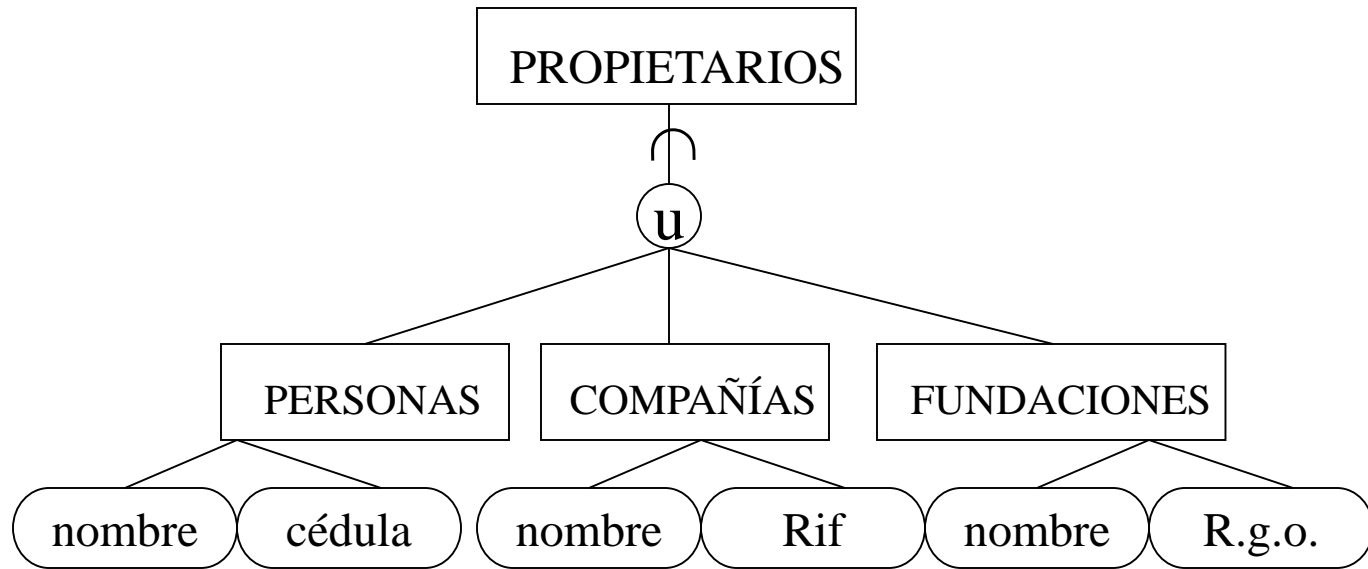 PROPIETARIOS
u
PERSONAS
COMPAÑÍAS
FUNDACIONES
nombre
cédula
nombre
Rif
nombre
R.g.o.